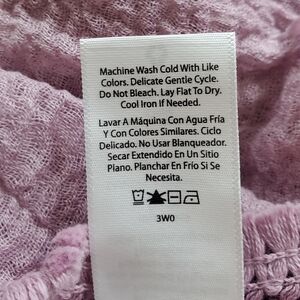 Machine Wash Cold With Like
Colors. Delicate Gentle Cycle.
Do Not Bleach. Lay Flat To Dry.
Cool Iron If Needed.
Lavar A Máquina Con Agua Fría
Y Con Colores Similares. Ciclo
Delicado. No Usar Blanqueador.
Secar Extendido En Un Sitio
Plano. Planchar En Frío Si Se
Necesita.
3W0